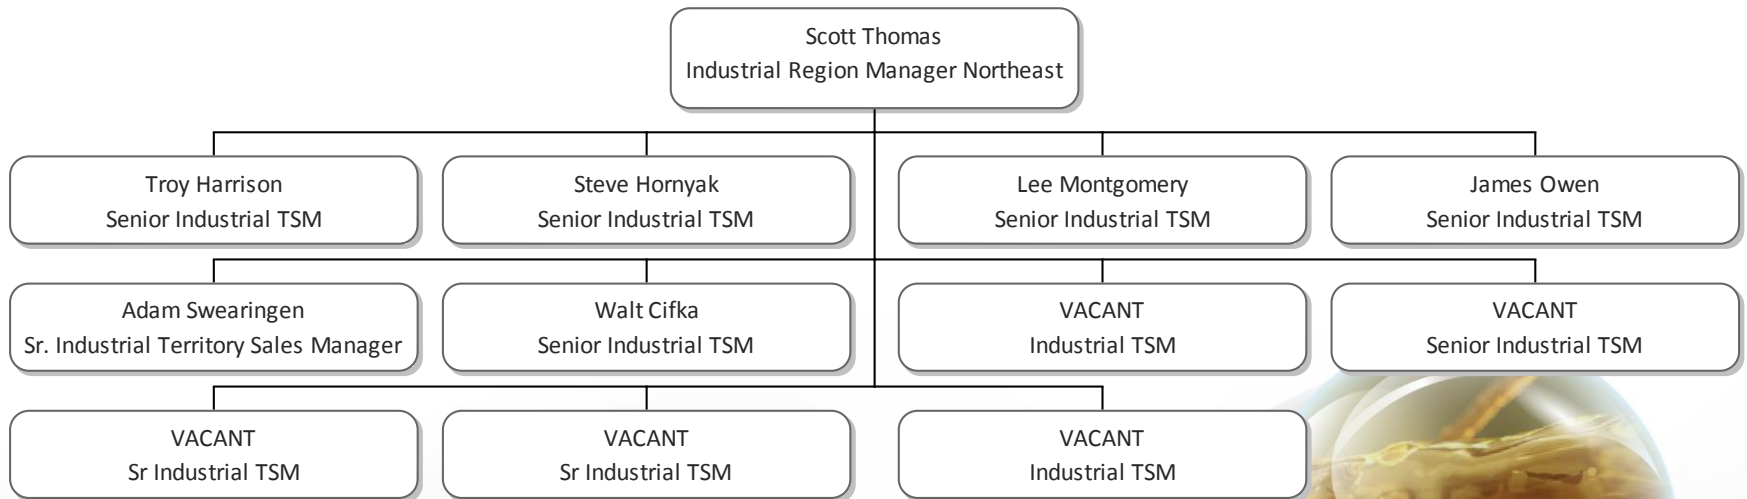 Scott Thomas
Industrial Region Manager Northeast
Troy Harrison
Senior Industrial TSM
Steve Hornyak
Senior Industrial TSM
Lee Montgomery
Senior Industrial TSM
James Owen
Senior Industrial TSM
Adam Swearingen
Sr. Industrial Territory Sales Manager
Walt Cifka
Senior Industrial TSM
VACANT
Industrial TSM
VACANT
Senior Industrial TSM
VACANT
Sr Industrial TSM
VACANT
Sr Industrial TSM
VACANT
Industrial TSM